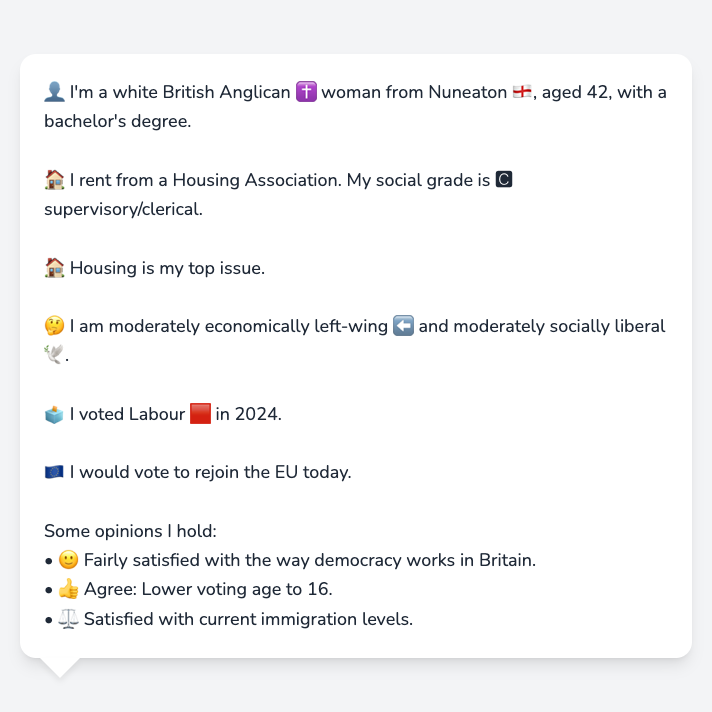 👤 I'm a white British Anglican ✝️ woman from Nuneaton 🏴󠁧󠁢󠁥󠁮󠁧󠁿, aged 42, with a
bachelor's degree.
🏠 I rent from a Housing Association. My social grade is 🅲
supervisory/clerical.
🏠 Housing is my top issue.
🤔 I am moderately economically left-wing ⬅️ and moderately socially liberal
🕊️.
🗳️ I voted Labour 🟥 in 2024.
🇪🇺 I would vote to rejoin the EU today.
Some opinions I hold:
• 🙂 Fairly satisfied with the way democracy works in Britain.
• 👍 Agree: Lower voting age to 16.
• ⚖️ Satisfied with current immigration levels.